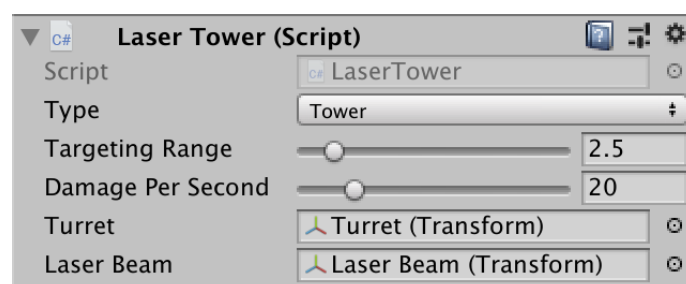 C# Laser Tower (Script)
Script C# LaserTower
Type Tower
Targeting Range 2.5
Damage Per Second 20
Turret Turret (Transform)
Laser Beam Laser Beam (Transform)